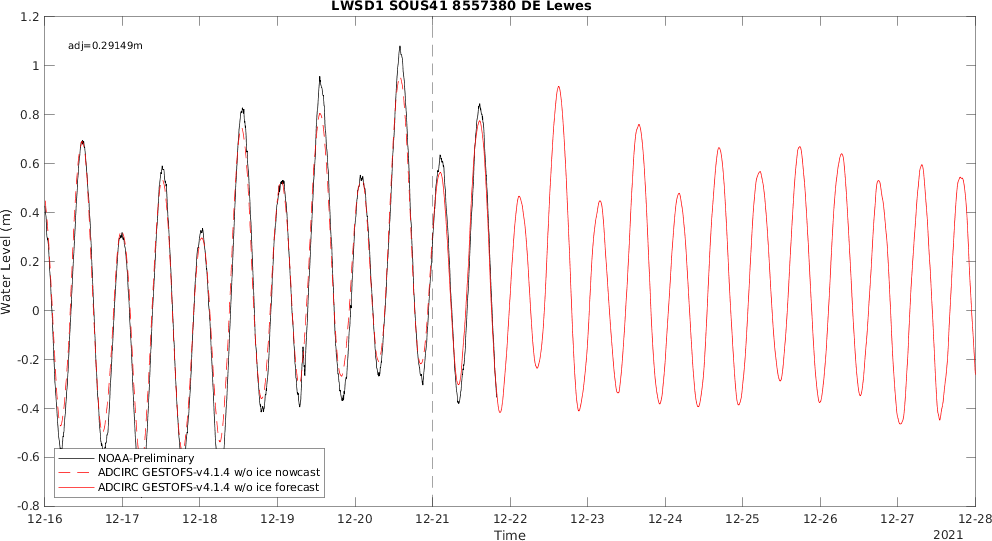 LWSD1 SOUS41 8557380 DE Lewes
adj=0.29149m
Water Level (m)
1.2
1
0.8
0.6
0.4
0.2
0
-0.2
-0.4
-0.6
-0.8
NOAA-Preliminary
ADCIRC GESTOFS-v4.1.4 w/o ice nowcast
ADCIRC GESTOFS-v4.1.4 w/o ice forecast
12-16 12-17 12-18 12-19 12-20 12-21 12-22 12-23 12-24 12-25 12-26 12-27 12-28
Time
2021